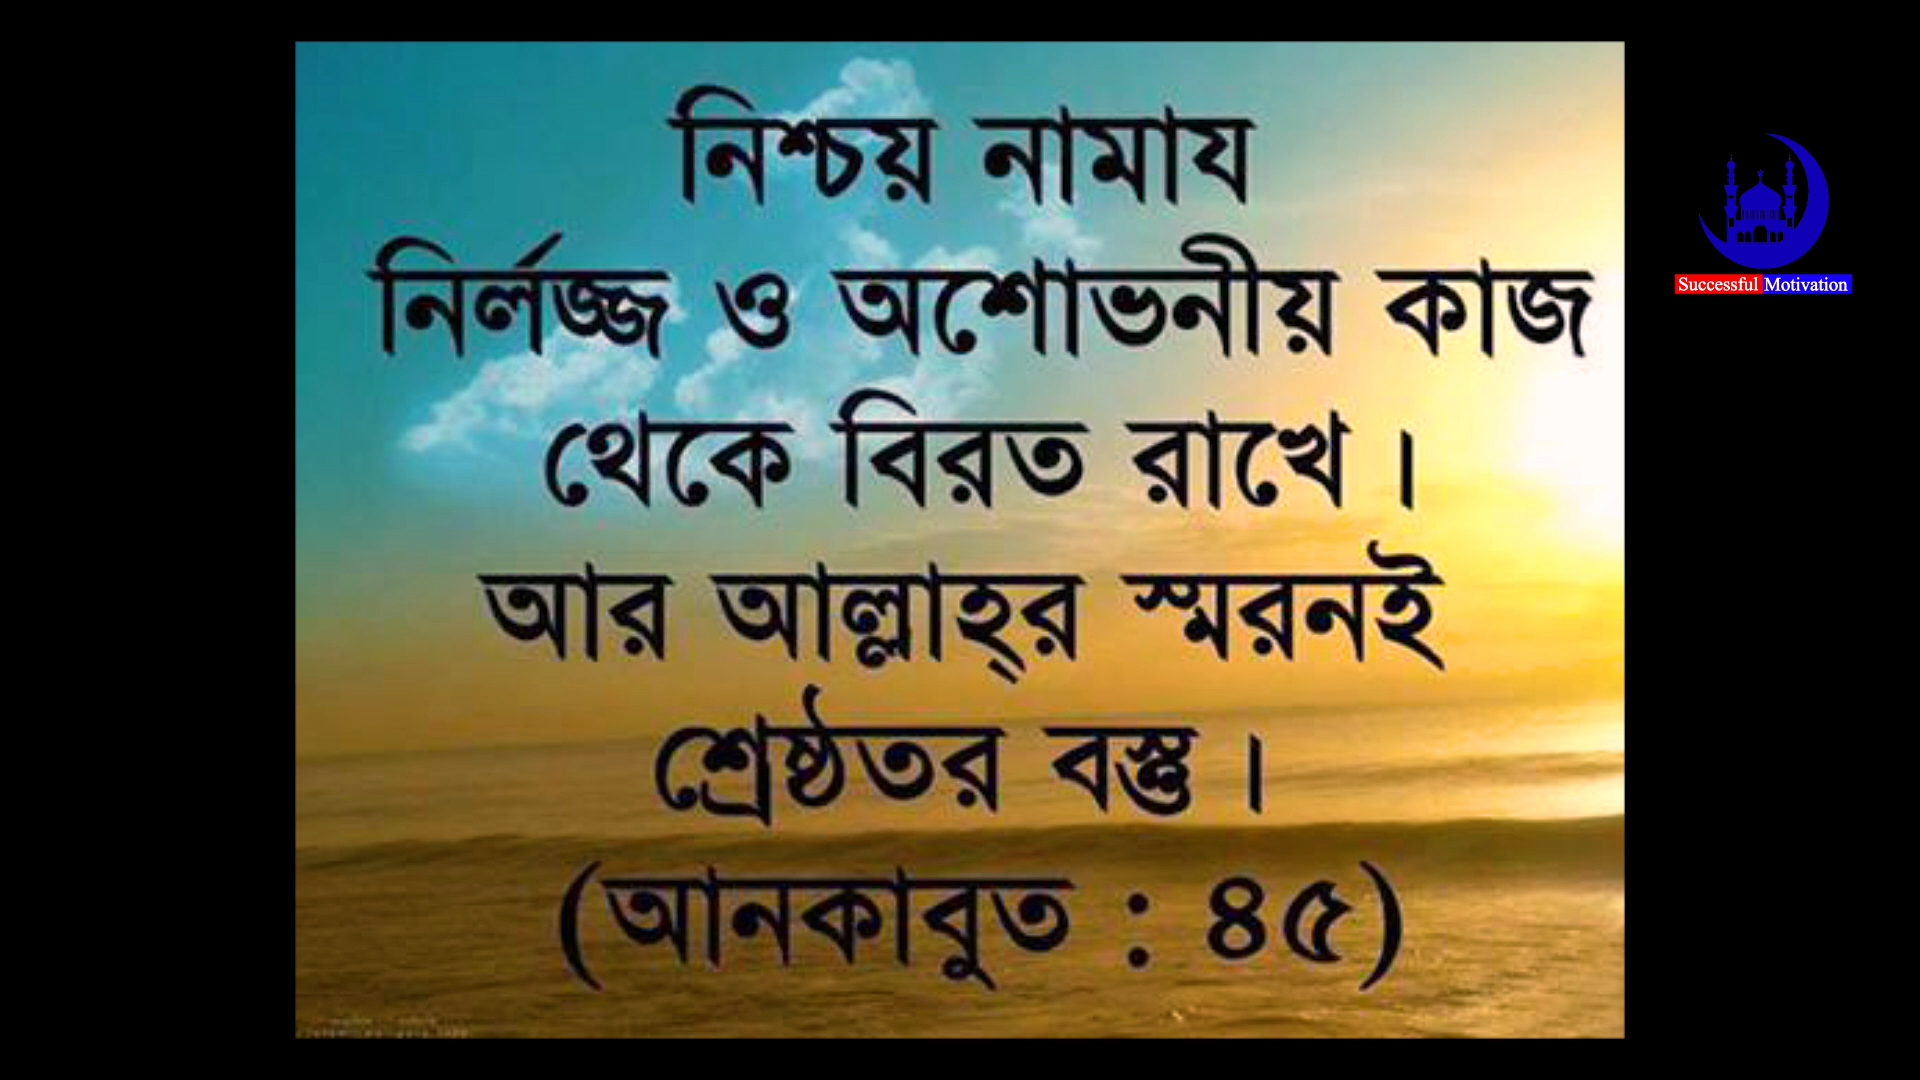 নিশ্চয় নামায
নির্লজ্জ ও অশোভনীয় কাজ
থেকে বিরত রাখে।
আর আল্লাহ্‌র স্মরনই
শ্রেষ্ঠতর বস্তু।
(আনকাবুত : ৪৫)
Successful Motivation